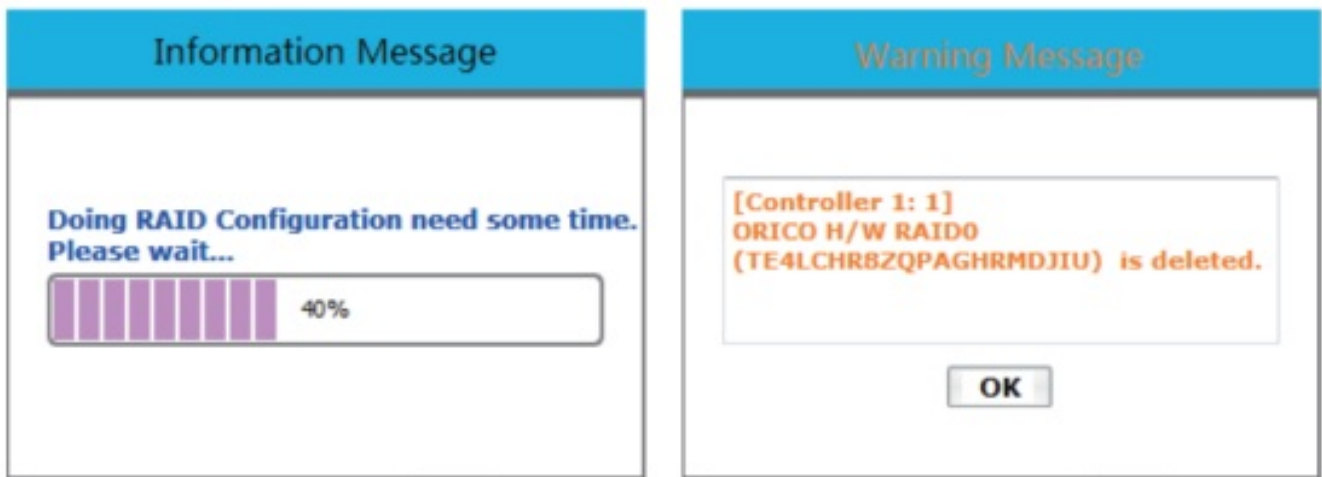 Information Message
Doing RAID Configuration need some time.
Please wait...
40%
Warning Message
[Controller 1: 1]
ORICO H/W RAID0
(TE4LCHR8ZQPAGHRMDJIU) is deleted.
OK